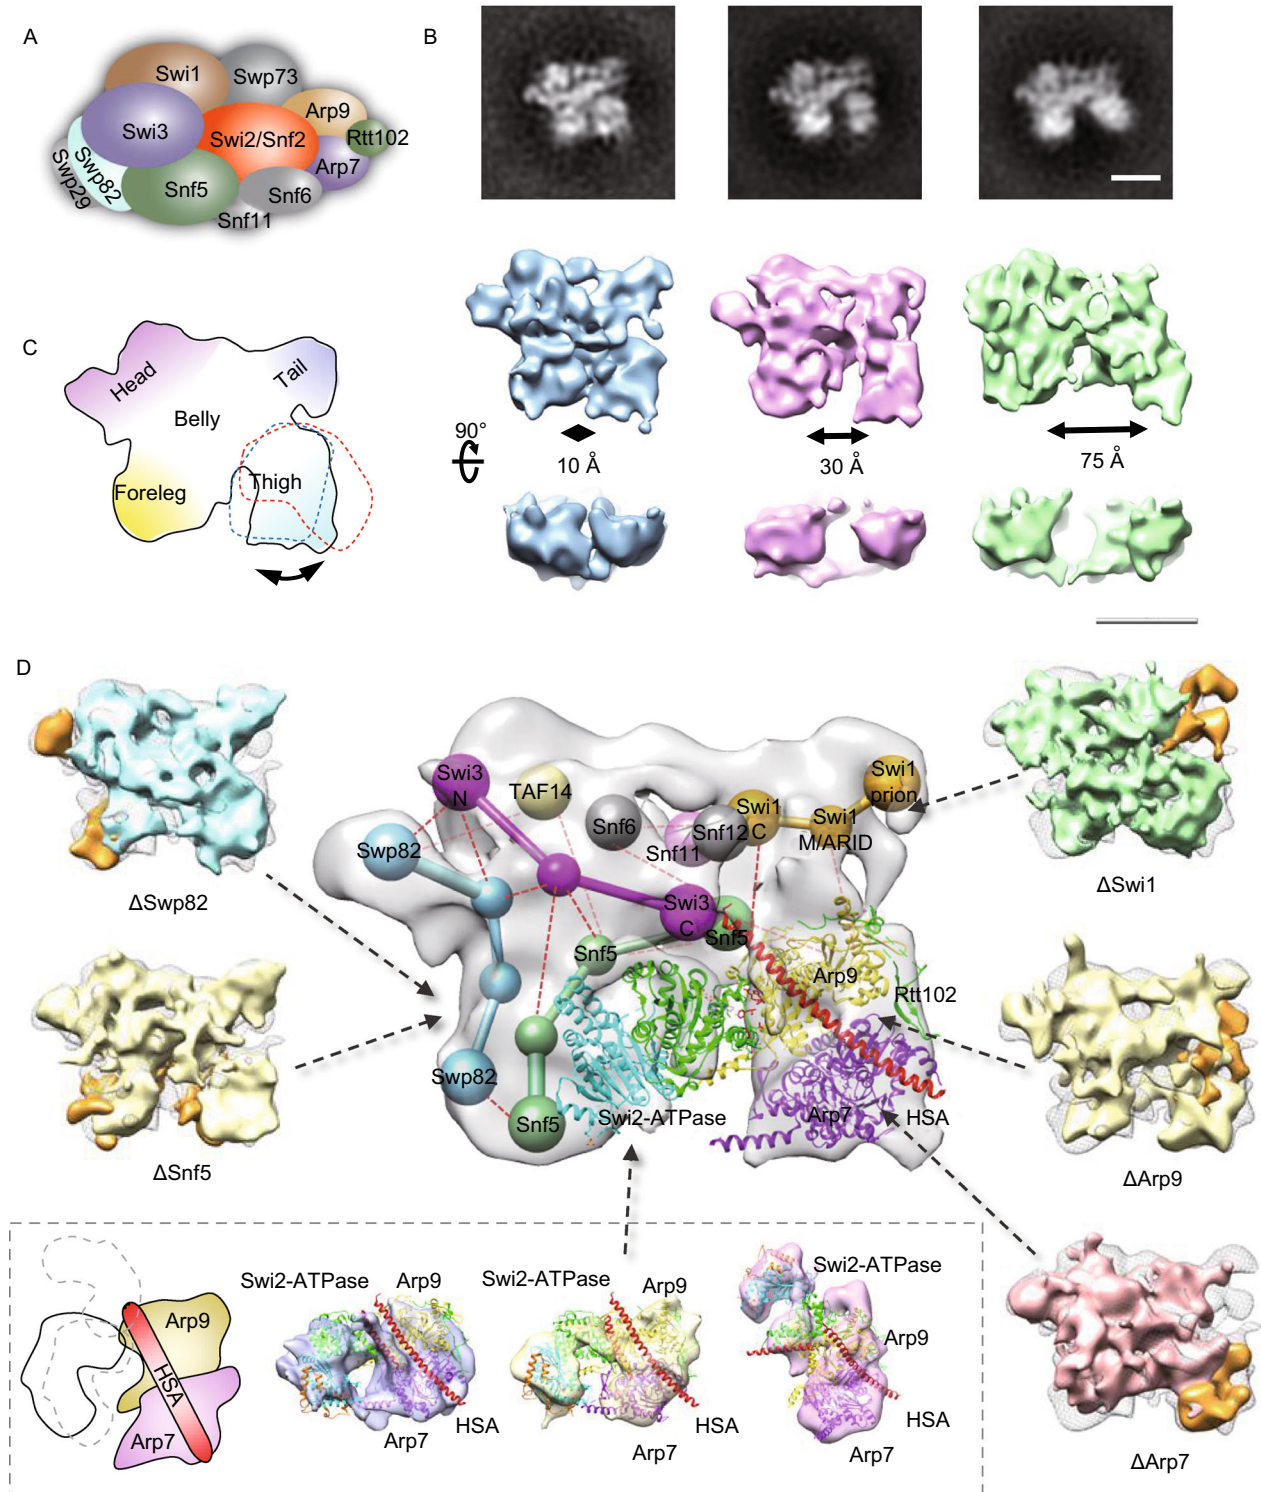 A
Swi1
Swp73
Arp9
Swi3
Swi2/Snf2
Rtt102
Arp7
Swp82
Swp29
Snf5
Snf6
Snf11
B
10 Å
30 Å
75 Å
90°
C
Head
Tail
Belly
Foreleg
Thigh
D
ΔSwp82
ΔSnf5
Swi3
N
TAF14
Swp82
Snf6
Snf11
Snf12
Swi1
C
Swi1
M/ARID
Swi1
prion
Swi3
C
Snf5
Snf5
Arp9
Rtt102
Swp82
Snf5
Swi2-ATPase
Arp7
HSA
ΔSwi1
ΔArp9
ΔArp7
Arp9
HSA
Arp7
Swi2-ATPase
Arp9
HSA
Arp7
Swi2-ATPase
Arp9
HSA
Arp7
Swi2-ATPase
Arp9
HSA
Arp7